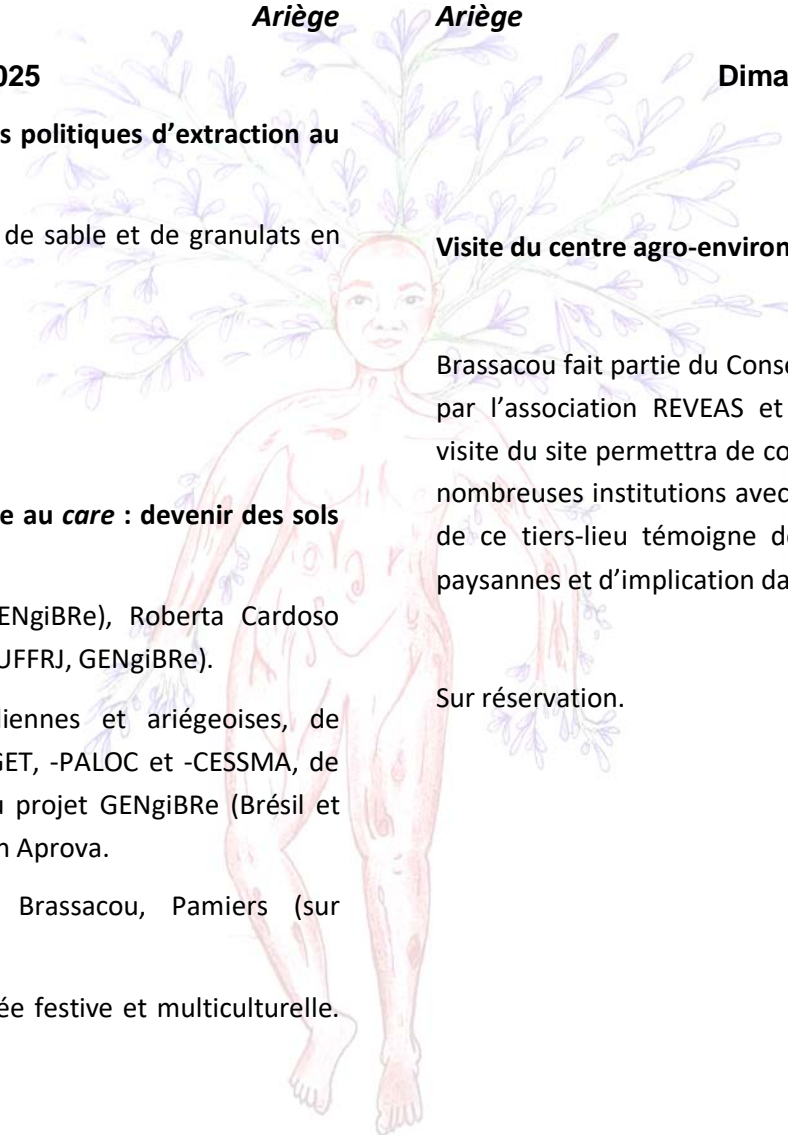 Ariège
025
s politiques d’extraction au
de sable et de granulats en
e au care : devenir des sols
ENgiBRe), Roberta Cardoso
UFFRJ, GENgiBRe).
liennes et ariégeoises, de
GET, -PALOC et -CESSMA, de
u projet GENgiBRe (Brésil et
n Aprova.
Brassacou, Pamiers (sur
ée festive et multiculturelle.
Ariège
Dima
Visite du centre agro-environ
Brassacou fait partie du Conse
par l’association REVEAS et
visite du site permettra de co
nombreuses institutions avec
de ce tiers-lieu témoigne de
paysannes et d’implication da
Sur réservation.